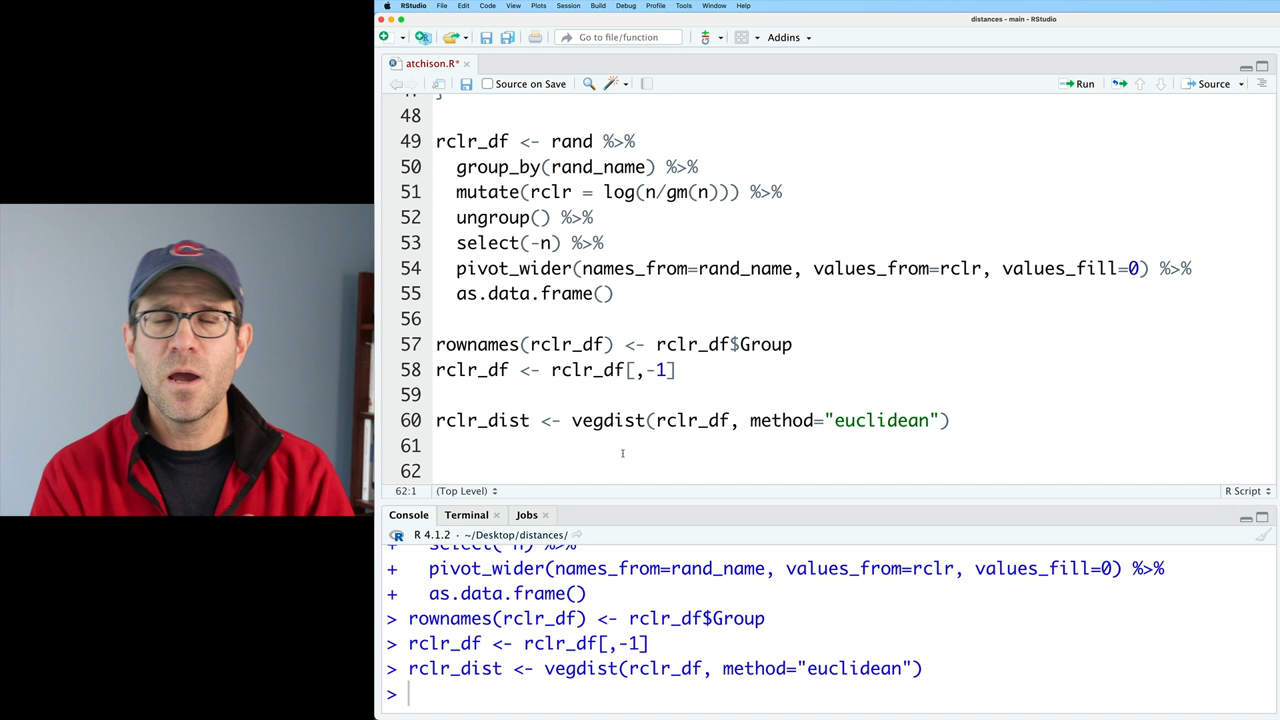 RStudio File Edit Code View Plots Session Build Debug Profile Tools Window Help
distances - main - RStudio
Go to file/function Addins
atchison.R*
Source on Save Run Source
48
49 rclr_df <- rand %>%
50 group_by(rand_name) %>%
51 mutate(rclr = log(n/gm(n))) %>%
52 ungroup() %>%
53 select(-n) %>%
54 pivot_wider(names_from=rand_name, values_from=rclr, values_fill=0) %>%
55 as.data.frame()
56
57 rownames(rclr_df) <- rclr_df$Group
58 rclr_df <- rclr_df[,-1]
59
60 rclr_dist <- vegdist(rclr_df, method="euclidean")
61
62
62:1 (Top Level) R Script
Console Terminal Jobs
R 4.1.2 · ~/Desktop/distances/
+ select(-n) %>%
+ pivot_wider(names_from=rand_name, values_from=rclr, values_fill=0) %>%
+ as.data.frame()
> rownames(rclr_df) <- rclr_df$Group
> rclr_df <- rclr_df[,-1]
> rclr_dist <- vegdist(rclr_df, method="euclidean")
>